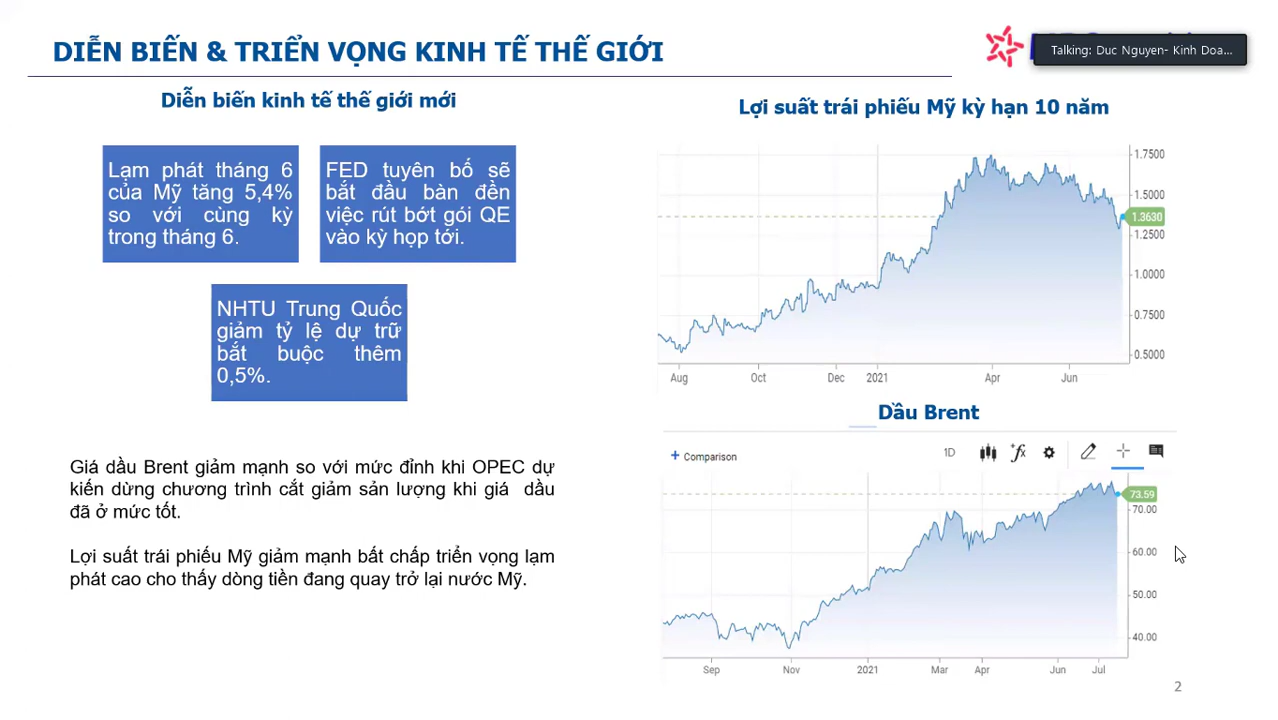 DIỄN BIẾN & TRIỂN VỌNG KINH TẾ THẾ GIỚI
Talking: Duc Nguyen- Kinh Doa...
Diễn biến kinh tế thế giới mới
Lạm phát tháng 6
của Mỹ tăng 5,4%
so với cùng kỳ
trong tháng 6.
FED tuyên bố sẽ
bắt đầu bàn đền
việc rút bớt gói QE
vào kỳ họp tới.
NHTU Trung Quốc
giảm tỷ lệ dự trữ
bắt buộc thêm
0,5%.
Giá dầu Brent giảm mạnh so với mức đỉnh khi OPEC dự
kiến dừng chương trình cắt giảm sản lượng khi giá dầu
đã ở mức tốt.
Lợi suất trái phiếu Mỹ giảm mạnh bất chấp triển vọng lạm
phát cao cho thấy dòng tiền đang quay trở lại nước Mỹ.
Lợi suất trái phiếu Mỹ kỳ hạn 10 năm
1.7500
1.5000
1.3630
1.2500
1.0000
0.7500
0.5000
Aug Oct Dec 2021 Apr Jun
Dầu Brent
+ Comparison 1D
73.59
70.00
60.00
50.00
40.00
Sep Nov 2021 Mar Apr Jun Jul
2